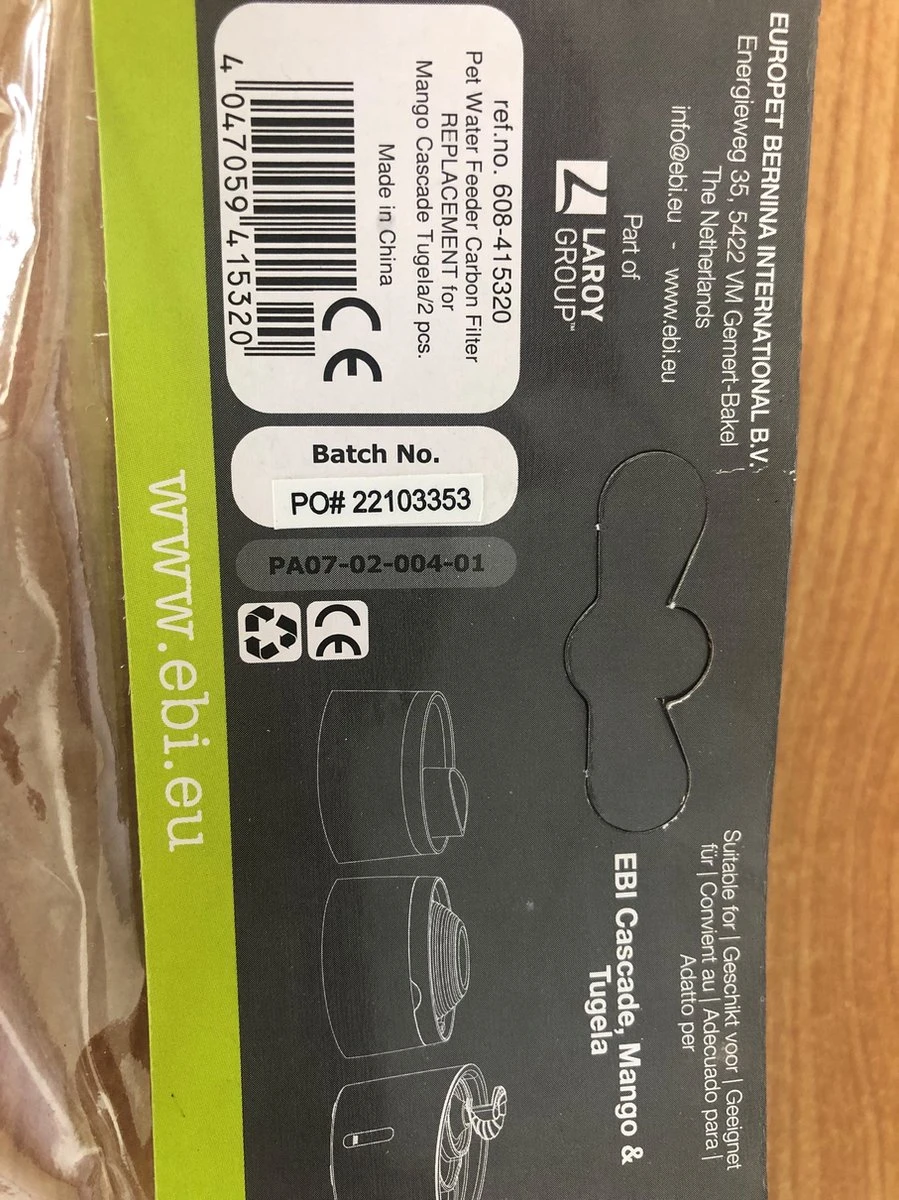 EUROPET BERNINA INTERNATIONAL B.V.
Energieweg 35, 5422 VM Gemert-Bakel
The Netherlands
info@ebi.eu - www.ebi.eu
Part of
LAROY
GROUP™
ref.no. 608-415320
Pet Water Feeder Carbon Filter
REPLACEMENT for
Mango Cascade Tugela/2 pcs.
Made in China
CE
4 047059 415320
Batch No.
PO# 22103353
PA07-02-004-01
CE
Suitable for | Geschikt voor | Geeignet
für | Convient au | Adecuado para |
Adatto per
EBI Cascade, Mango &
Tugela
www.ebi.eu